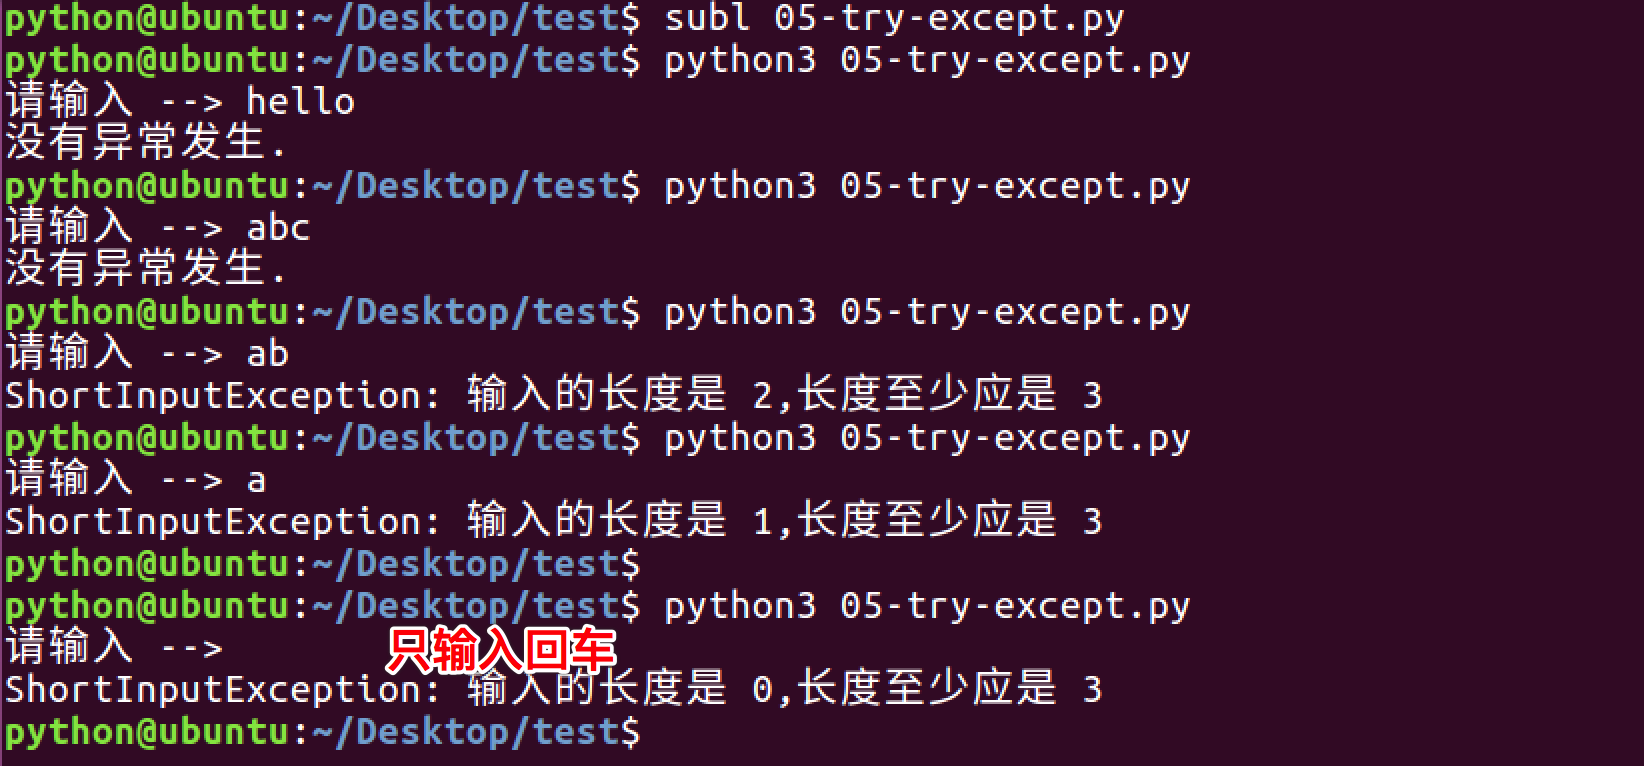 python@ubuntu:~/Desktop/test$ subl 05-try-except.py
python@ubuntu:~/Desktop/test$ python3 05-try-except.py
请输入 --> hello
没有异常发生.
python@ubuntu:~/Desktop/test$ python3 05-try-except.py
请输入 --> abc
没有异常发生.
python@ubuntu:~/Desktop/test$ python3 05-try-except.py
请输入 --> ab
ShortInputException: 输入的长度是 2,长度至少应是 3
python@ubuntu:~/Desktop/test$ python3 05-try-except.py
请输入 --> a
ShortInputException: 输入的长度是 1,长度至少应是 3
python@ubuntu:~/Desktop/test$
python@ubuntu:~/Desktop/test$ python3 05-try-except.py
请输入 --> 只输入回车
ShortInputException: 输入的长度是 0,长度至少应是 3
python@ubuntu:~/Desktop/test$